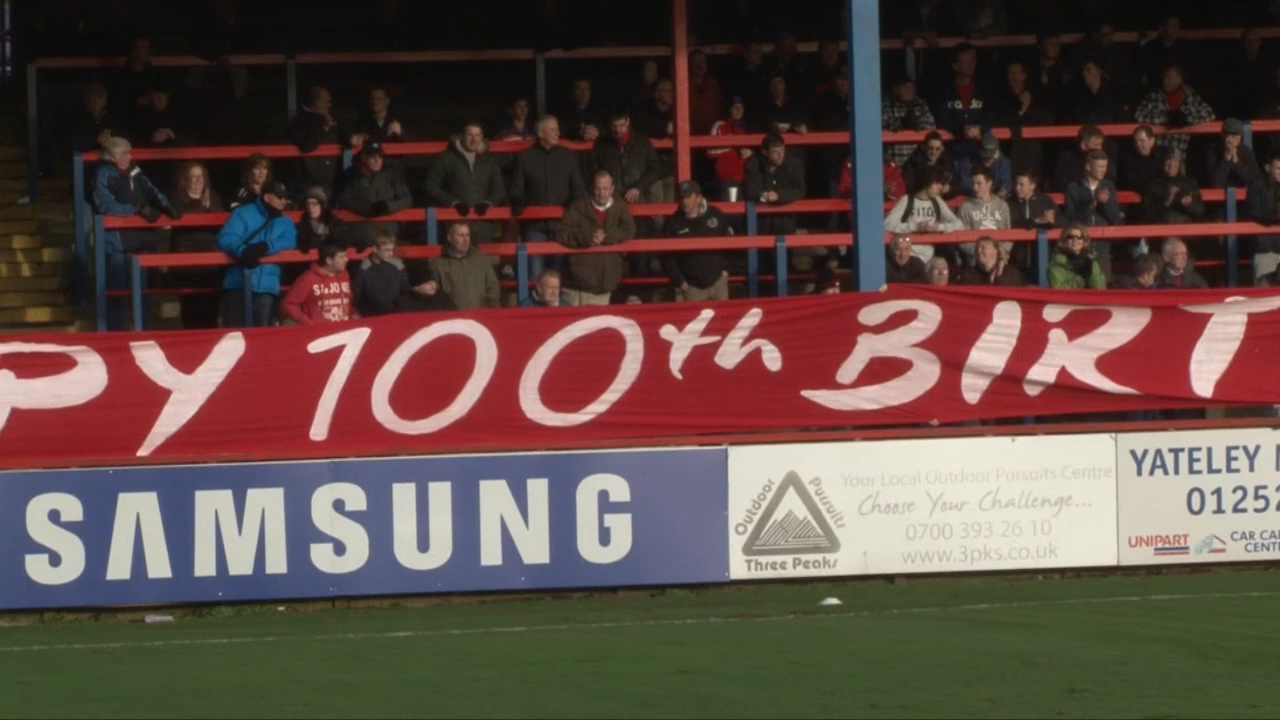 PY 100th BIRT
SAMSUNG
Outdoor Pursuits
Three Peaks
Your Local Outdoor Pursuits Centre
Choose Your Challenge...
0700 393 26 10
www.3pks.co.uk
YATELEY
01252
UNIPART
CAR CA
CENT